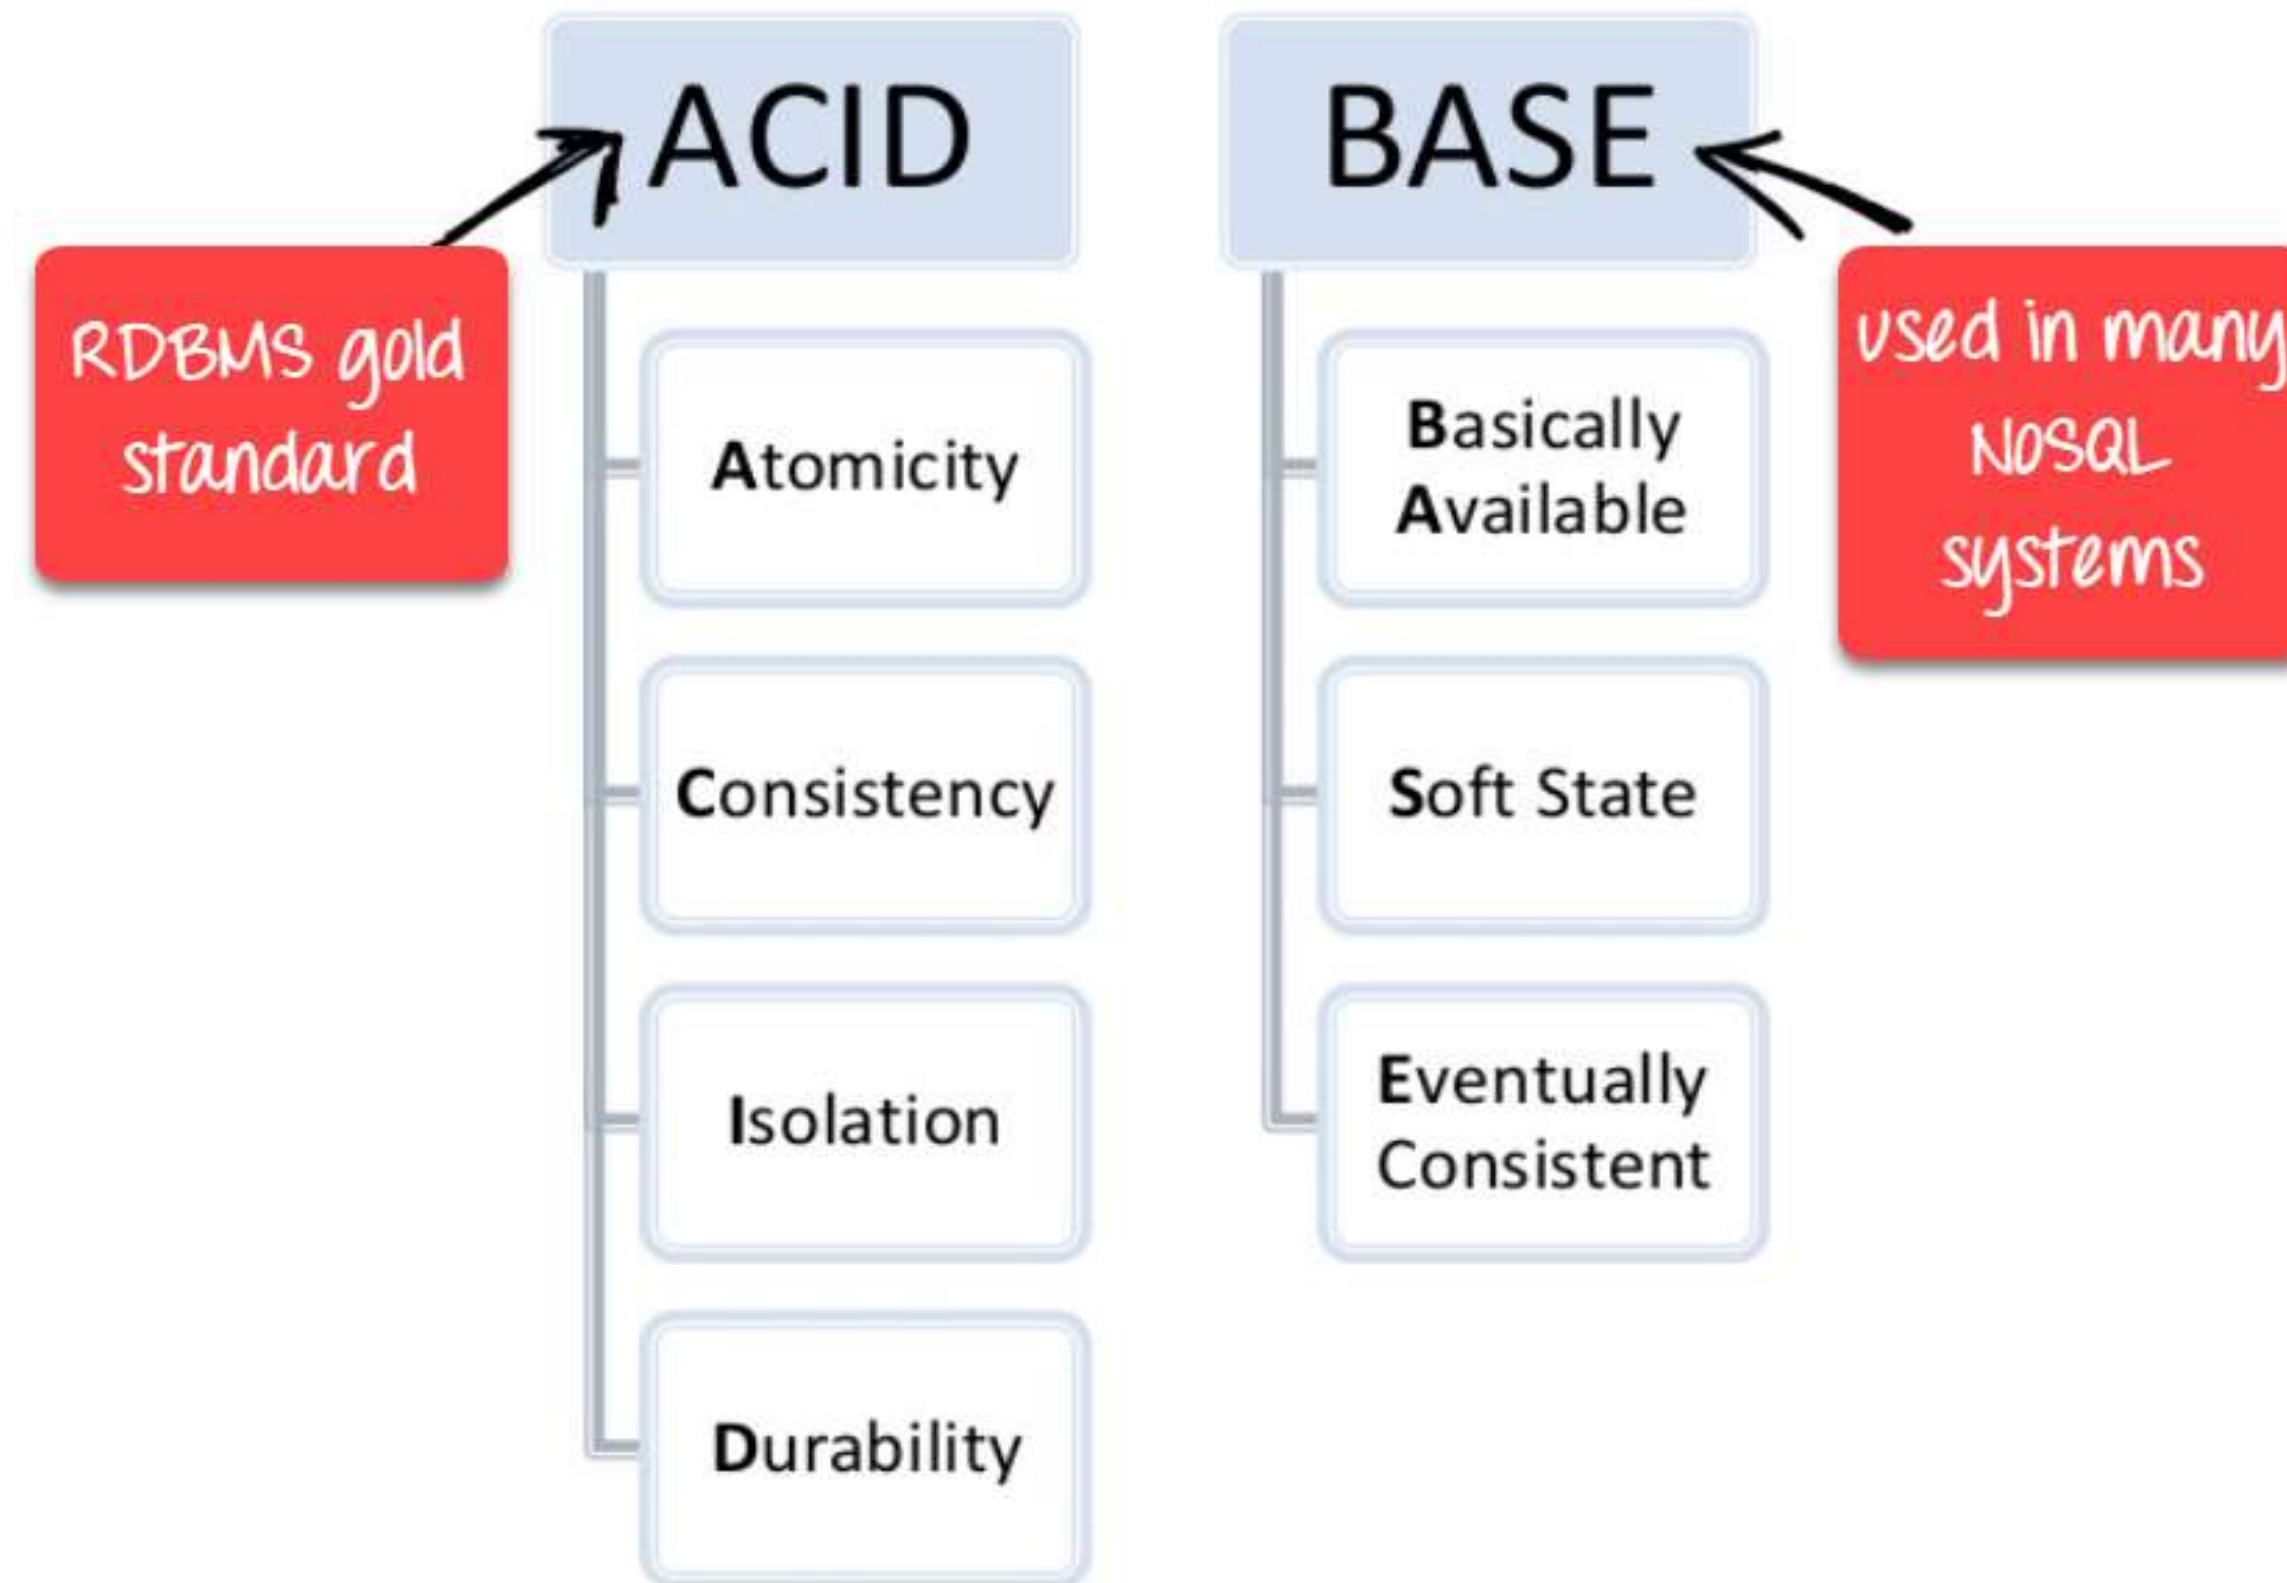 ACID
BASE
RDBMS gold
standard
used in many
NOSQL
systems
Atomicity
Consistency
Isolation
Durability
Basically
Available
Soft State
Eventually
Consistent